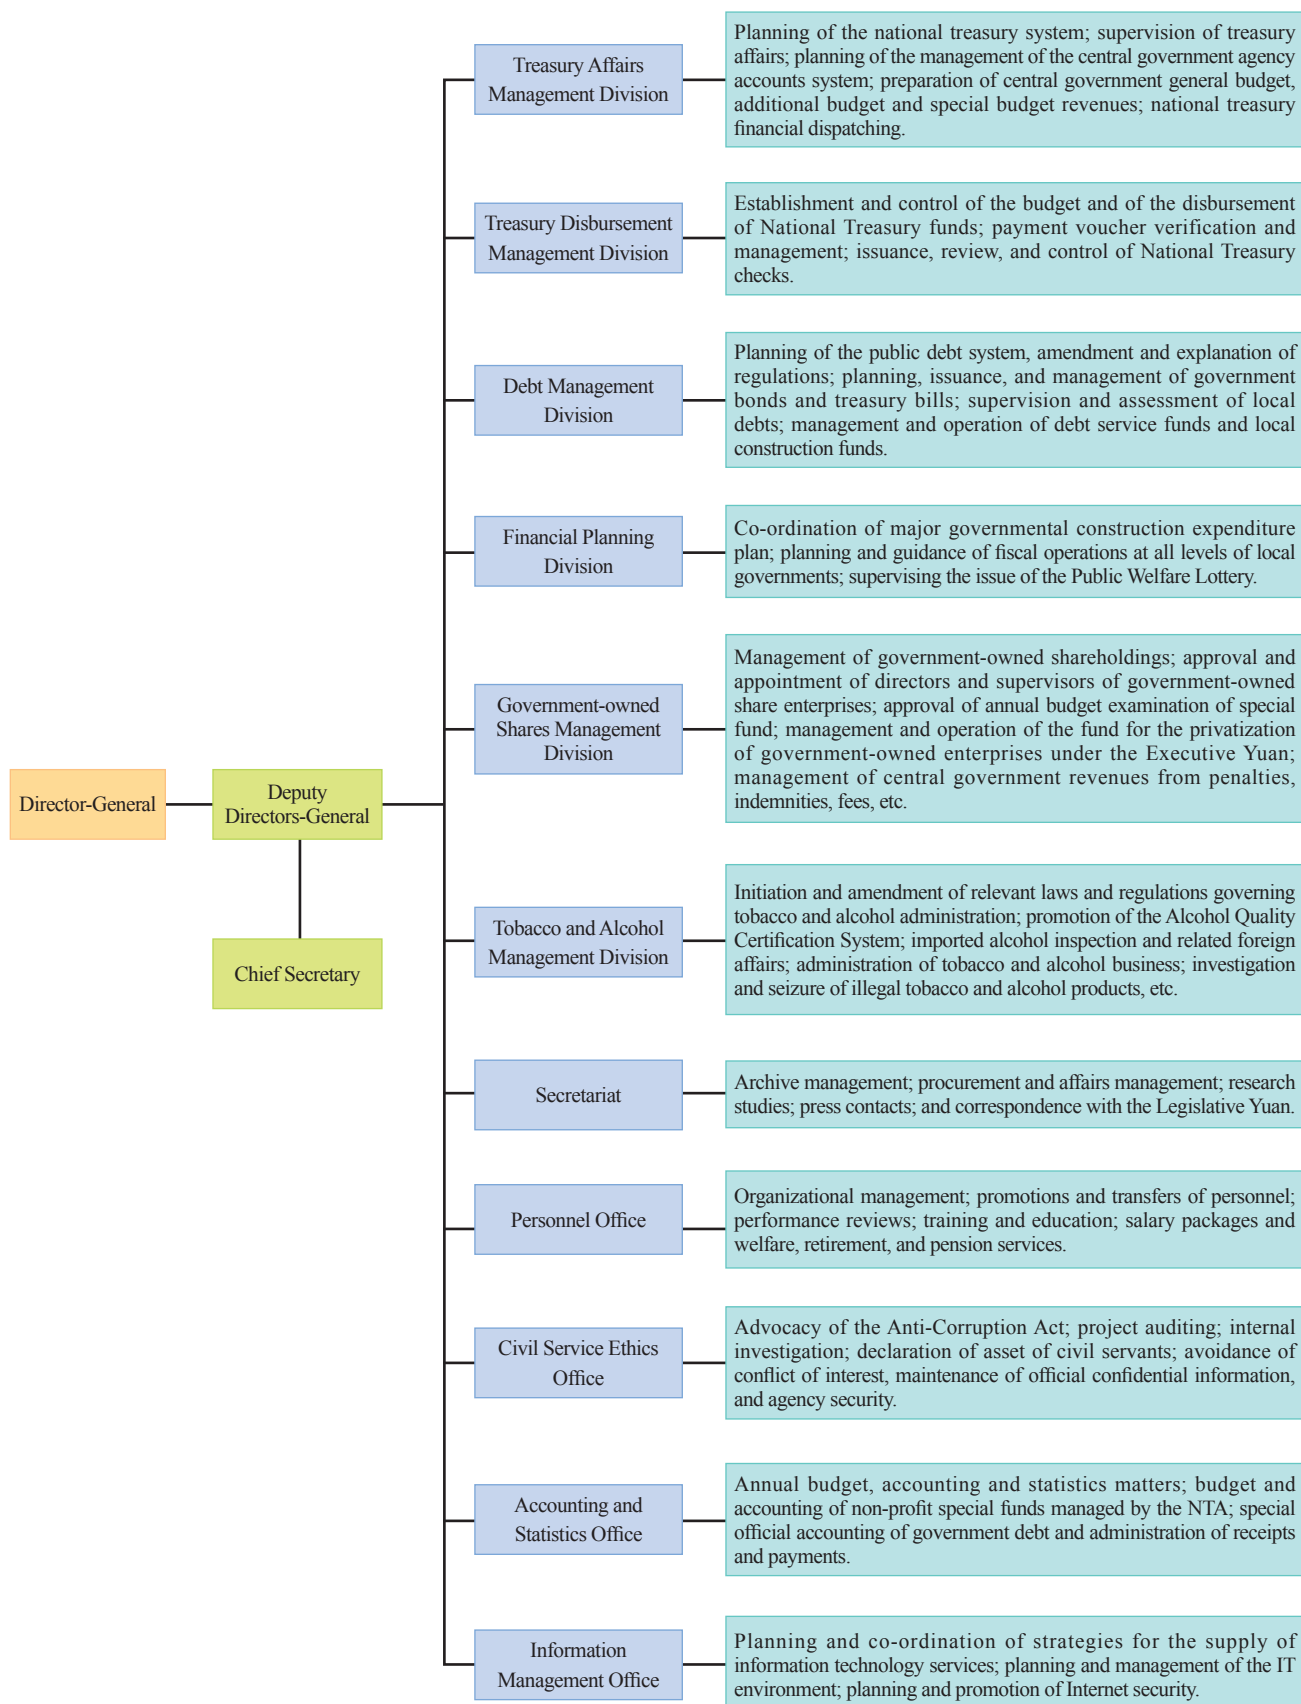 Director-General
Deputy
Directors-General
Chief Secretary
Treasury Affairs
Management Division
Planning of the national treasury system; supervision of treasury
affairs; planning of the management of the central government agency
accounts system; preparation of central government general budget,
additional budget and special budget revenues; national treasury
financial dispatching.
Treasury Disbursement
Management Division
Establishment and control of the budget and of the disbursement
of National Treasury funds; payment voucher verification and
management; issuance, review, and control of National Treasury
checks.
Debt Management
Division
Planning of the public debt system, amendment and explanation of
regulations; planning, issuance, and management of government
bonds and treasury bills; supervision and assessment of local
debts; management and operation of debt service funds and local
construction funds.
Financial Planning
Division
Co-ordination of major governmental construction expenditure
plan; planning and guidance of fiscal operations at all levels of local
governments; supervising the issue of the Public Welfare Lottery.
Government-owned
Shares Management
Division
Management of government-owned shareholdings; approval and
appointment of directors and supervisors of government-owned
share enterprises; approval of annual budget examination of special
fund; management and operation of the fund for the privatization
of government-owned enterprises under the Executive Yuan;
management of central government revenues from penalties,
indemnities, fees, etc.
Tobacco and Alcohol
Management Division
Initiation and amendment of relevant laws and regulations governing
tobacco and alcohol administration; promotion of the Alcohol Quality
Certification System; imported alcohol inspection and related foreign
affairs; administration of tobacco and alcohol business; investigation
and seizure of illegal tobacco and alcohol products, etc.
Secretariat
Archive management; procurement and affairs management; research
studies; press contacts; and correspondence with the Legislative Yuan.
Personnel Office
Organizational management; promotions and transfers of personnel;
performance reviews; training and education; salary packages and
welfare, retirement, and pension services.
Civil Service Ethics
Office
Advocacy of the Anti-Corruption Act; project auditing; internal
investigation; declaration of asset of civil servants; avoidance of
conflict of interest, maintenance of official confidential information,
and agency security.
Accounting and
Statistics Office
Annual budget, accounting and statistics matters; budget and
accounting of non-profit special funds managed by the NTA; special
official accounting of government debt and administration of receipts
and payments.
Information
Management Office
Planning and co-ordination of strategies for the supply of
information technology services; planning and management of the IT
environment; planning and promotion of Internet security.